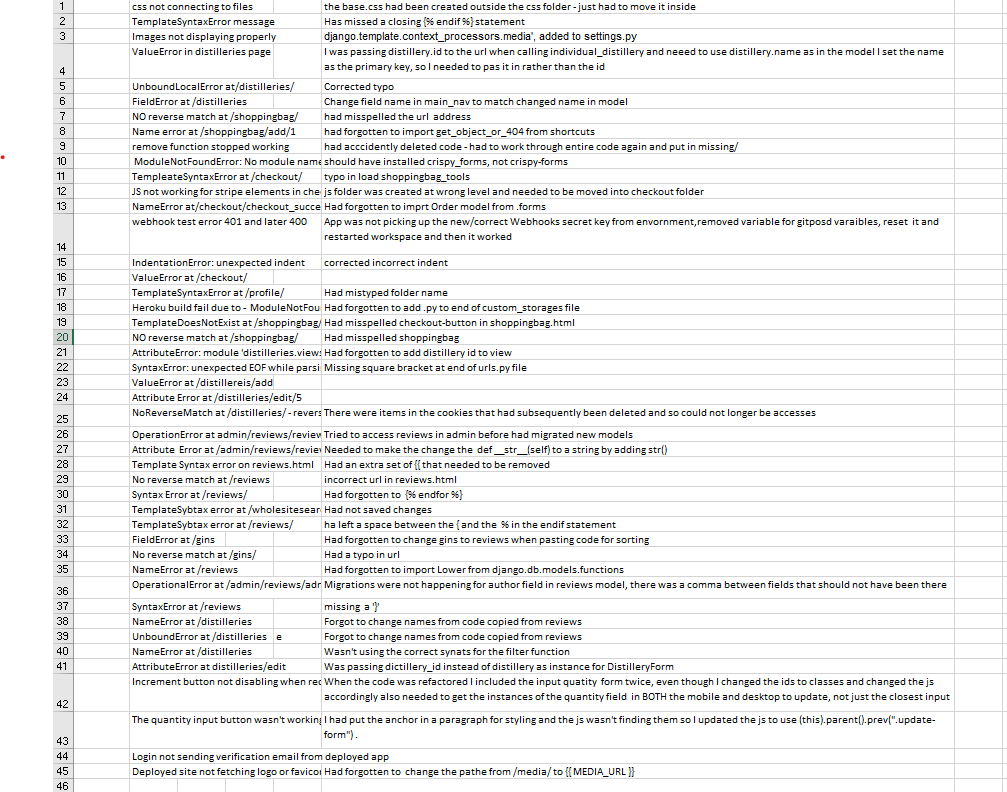 1 css not connecting to files the base.css had been created outside the css folder - just had to move it inside
2 TemplateSyntaxError message Has missed a closing {% endif %} statement
3 Images not displaying properly django.template.context_processors.media', added to settings.py
ValueError in distilleries page I was passing distillery.id to the url when calling individual_distillery and neeed to use distillery.name as in the model I set the name
4 as the primary key, so I needed to pas it in rather than the id
5 UnboundLocalError at/distilleries/ Corrected typo
6 FieldError at /distilleries Change field name in main_nav to match changed name in model
7 NO reverse match at /shoppingbag/ had misspelled the url address
8 Name error at /shoppingbag/add/1 had forgotten to import get_object_or_404 from shortcuts
9 remove function stopped working had acccidently deleted code - had to work through entire code again and put in missing/
10 ModuleNotFoundError: No module name should have installed crispy_forms, not crispy-forms
11 TempleateSyntaxError at /checkout/ typo in load shoppingbag_tools
12 JS not working for stripe elements in che js folder was created at wrong level and needed to be moved into checkout folder
13 NameError at/checkout/checkout_succe Had forgotten to imprt Order model from .forms
webhook test error 401 and later 400 App was not picking up the new/correct Webhooks secret key from envornment,removed variable for gitposd varaibles, reset it and
14 restarted workspace and then it worked
15 IndentationError: unexpected indent corrected incorrect indent
16 ValueError at /checkout/
17 TemplateSyntaxError at /profile/ Had mistyped folder name
18 Heroku build fail due to - ModuleNotFou Had forgotten to add .py to end of custom_storages file
19 TemplateDoesNotExist at /shoppingbag/ Had misspelled checkout-button in shoppingbag.html
20 NO reverse match at /shoppingbag/ Had misspelled shoppingbag
21 AttributeError: module 'distilleries.views Had forgotten to add distillery id to view
22 SyntaxError: unexpected EOF while parsi Missing square bracket at end of urls.py file
23 ValueError at /distillereis/add
24 Attribute Error at /distilleries/edit/5
25 NoReverseMatch at /distilleries/ - revers There were items in the cookies that had subsequently been deleted and so could not longer be accesses
26 OperationError at admin/reviews/review Tried to access reviews in admin before had migrated new models
27 Attribute Error at /admin/reviews/review Needed to make the change the def __str__(self) to a string by adding str()
28 Template Syntax error on reviews.html Had an extra set of {{ that needed to be removed
29 No reverse match at /reviews incorrect url in reviews.html
30 Syntax Error at /reviews/ Had forgotten to {% endfor %}
31 TemplateSybtax error at /wholesitesear Had not saved changes
32 TemplateSybtax error at /reviews/ ha left a space between the { and the % in the endif statement
33 FieldError at /gins Had forgotten to change gins to reviews when pasting code for sorting
34 No reverse match at /gins/ Had a typo in url
35 NameError at /reviews Had forgotten to import Lower from django.db.models.functions
36 OperationalError at /admin/reviews/adr Migrations were not happening for author field in reviews model, there was a comma between fields that should not have been there
37 SyntaxError at /reviews missing a '}'
38 NameError at /distilleries Forgot to change names from code copied from reviews
39 UnboundError at /distilleries e Forgot to change names from code copied from reviews
40 NameError at /distilleries Wasn't using the correct synats for the filter function
41 AttributeError at distilleries/edit Was passing dictillery_id instead of distillery as instance for DistilleryForm
Increment button not disabling when rec When the code was refactored I included the input quatity form twice, even though I changed the ids to classes and changed the js
42 accordingly also needed to get the instances of the quantity field in BOTH the mobile and desktop to update, not just the closest input
The quantity input button wasn't working I had put the anchor in a paragraph for styling and the js wasn't finding them so I updated the js to use (this).parent().prev(".update-
43 form").
44 Login not sending verification email from deployed app
45 Deployed site not fetching logo or favico Had forgotten to change the pathe from /media/ to {{ MEDIA_URL }}
46